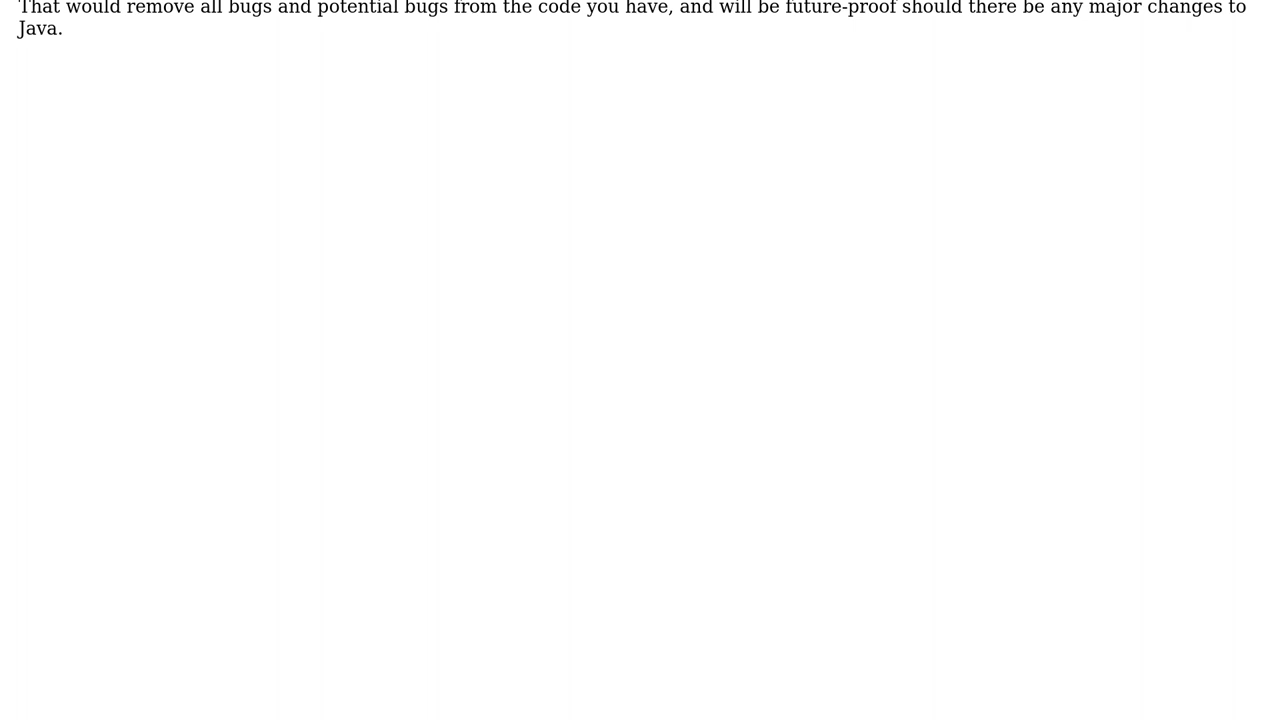 That would remove all bugs and potential bugs from the code you have, and will be future-proof should there be any major changes to
Java.